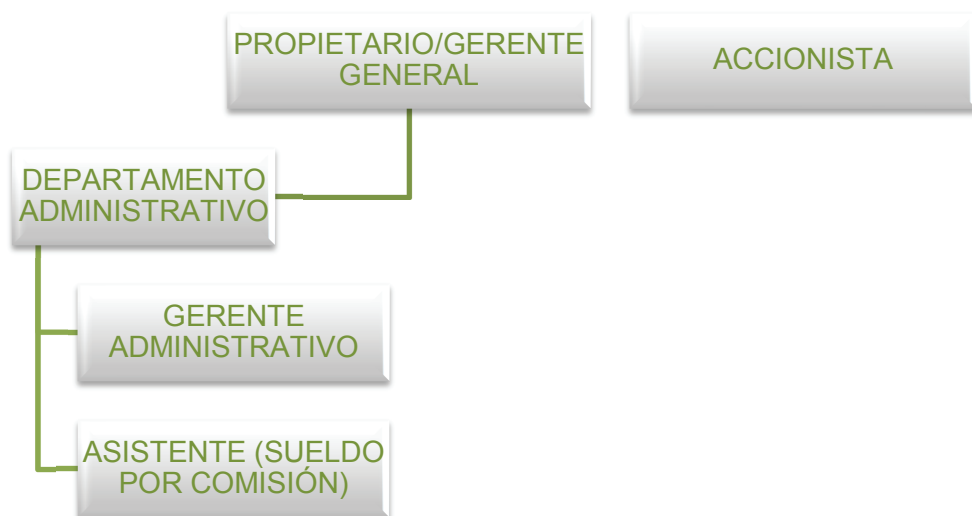 PROPIETARIO/GERENTE
GENERAL
ACCIONISTA
DEPARTAMENTO
ADMINISTRATIVO
GERENTE
ADMINISTRATIVO
ASISTENTE (SUELDO
POR COMISIÓN)